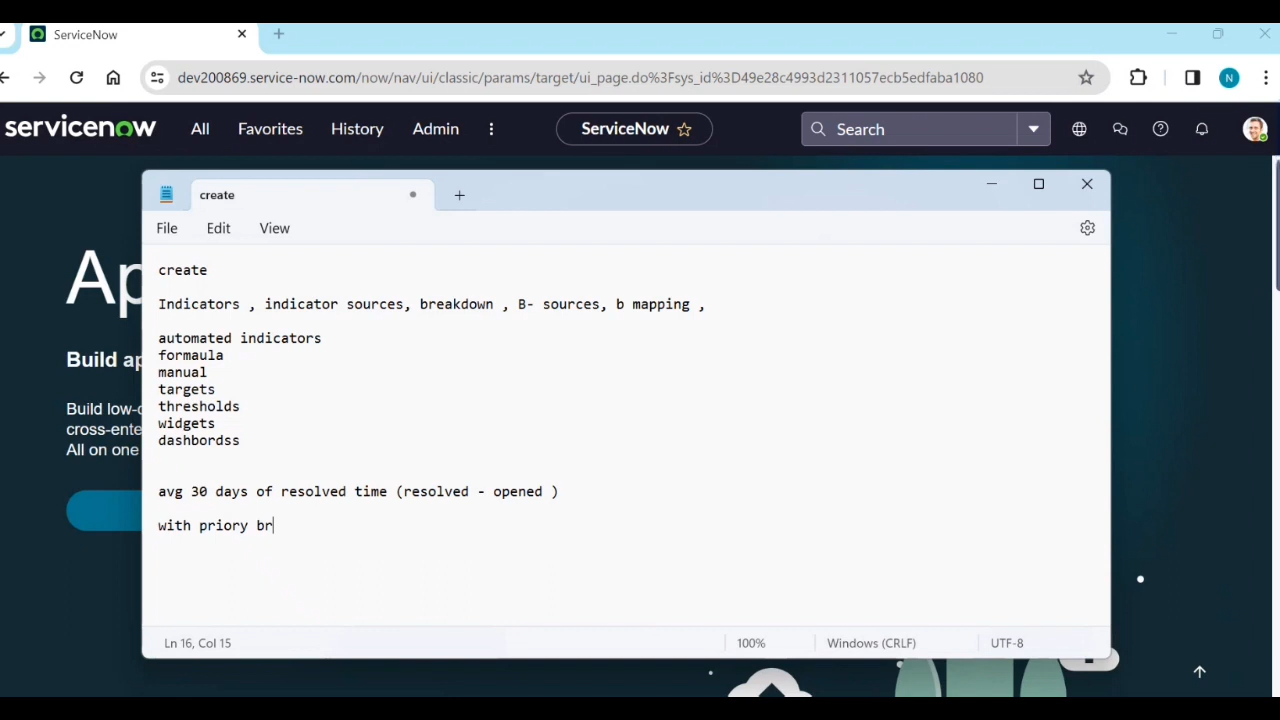 ServiceNow
dev200869.service-now.com/now/nav/ui/classic/params/target/ui_page.do%3Fsys_id%3D49e28c4993d2311057ecb5edfaba1080
N
servicenow
All
Favorites
History
Admin
ServiceNow
Search
create
File
Edit
View
Ap
Build ap
Build low-c
cross-ente
All on one
create
Indicators , indicator sources, breakdown , B- sources, b mapping ,
automated indicators
formaula
manual
targets
thresholds
widgets
dashbordss
avg 30 days of resolved time (resolved - opened )
with priory br
Ln 16, Col 15
100%
Windows (CRLF)
UTF-8